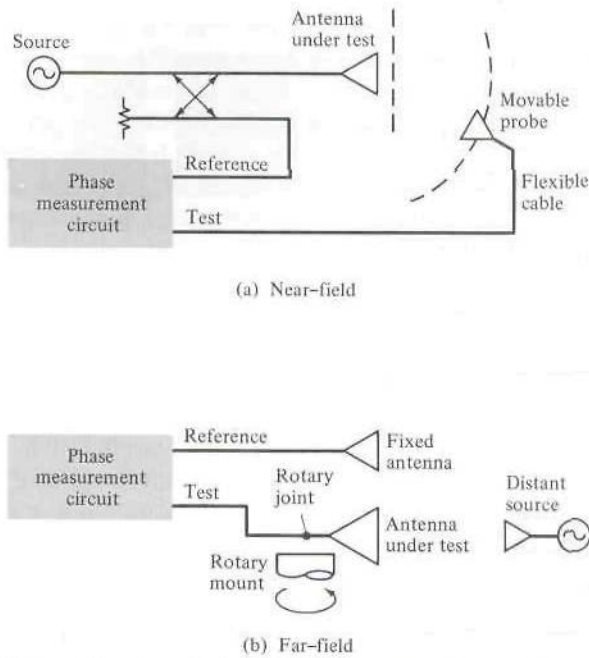 Source
Antenna
under test
Movable
probe
Reference
Phase
measurement
circuit
Flexible
cable
Test
(a) Near-field
Reference
Fixed
antenna
Phase
measurement
circuit
Rotary
joint
Distant
source
Test
Antenna
under test
Rotary
mount
(b) Far-field